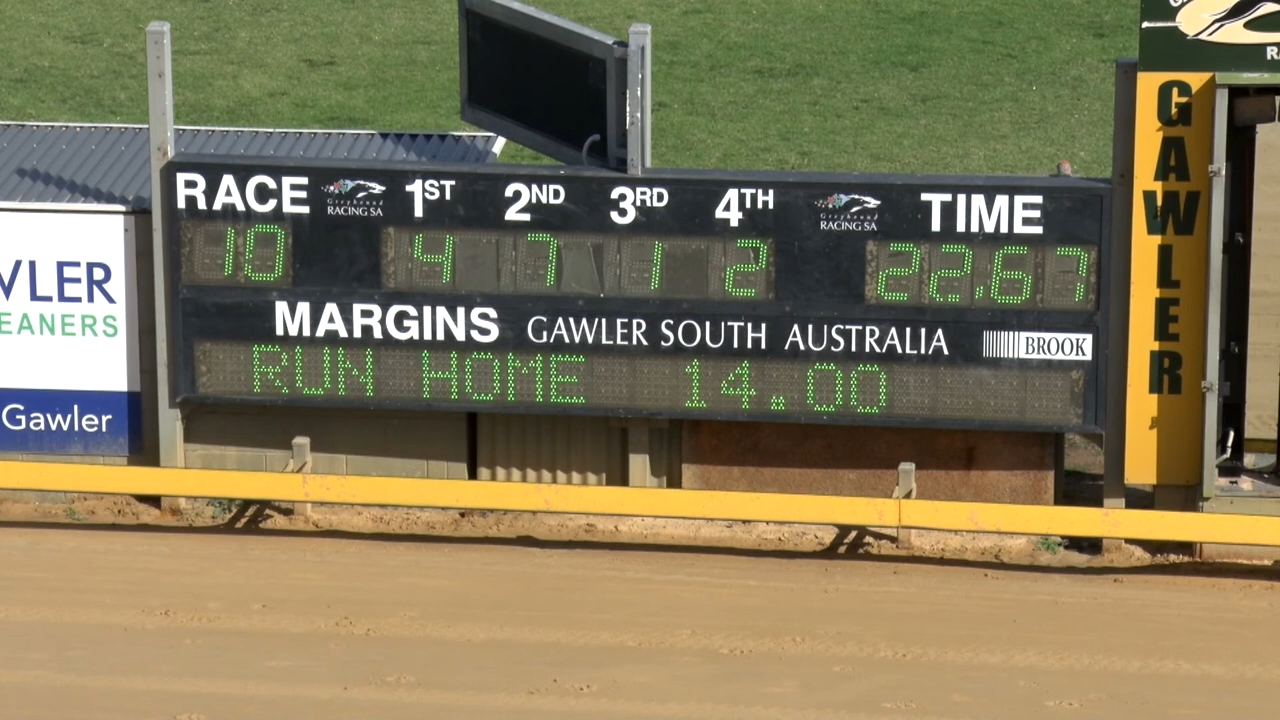 RACE 1ST 2ND 3RD 4TH TIME
Greyhound
RACING SA
Greyhound
RACING SA
10 4 7 1 2 22.67
MARGINS GAWLER SOUTH AUSTRALIA BROOK
RUN HOME 14.00
GAWLER
WLER
EANERS
Gawler